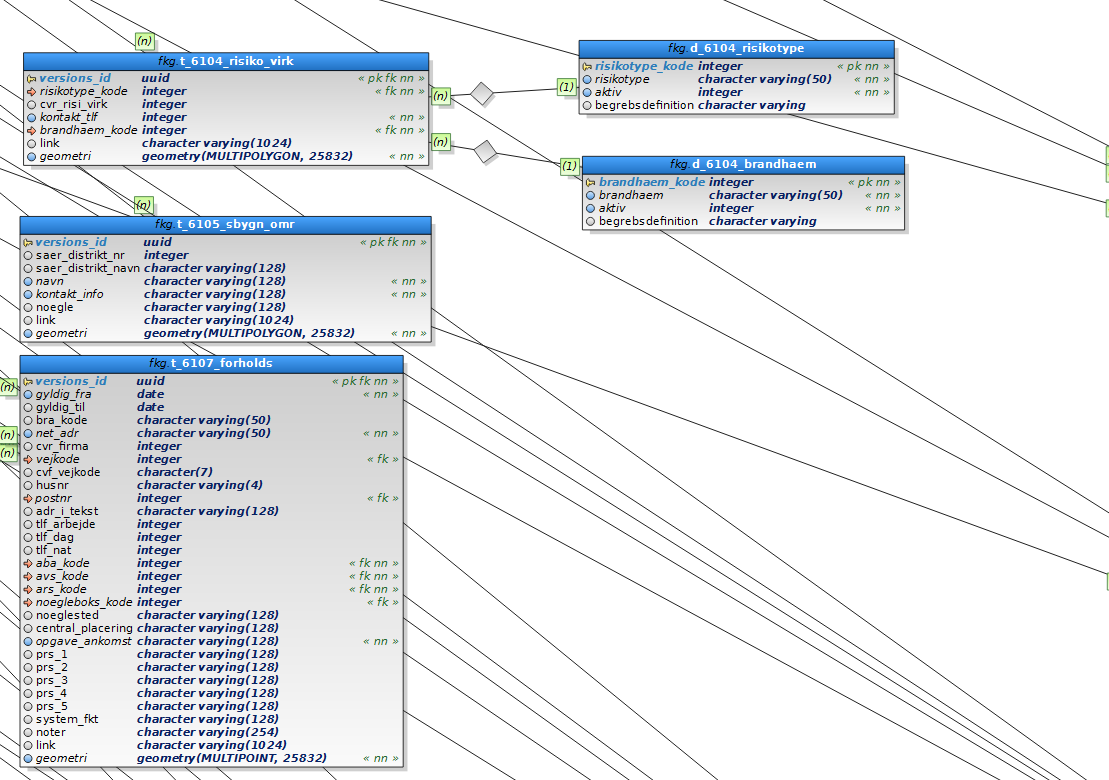 (n)
fkg.t_6104_risiko_virk
versions_id uuid « pk fk nn »
risikotype_kode integer « fk nn »
cvr_risi_virk integer
kontakt_tlf integer « nn »
brandhaem_kode integer « fk nn »
link character varying(1024)
geometri geometry(MULTIPOLYGON, 25832) « nn »
(n)
(1)
(n)
(1)
fkg.d_6104_risikotype
risikotype_kode integer « pk nn »
risikotype character varying(50) « nn »
aktiv integer « nn »
begrebsdefinition character varying
fkg.d_6104_brandhaem
brandhaem_kode integer « pk nn »
brandhaem character varying(50) « nn »
aktiv integer « nn »
begrebsdefinition character varying
(n)
fkg.t_6105_sbygn_omr
versions_id uuid « pk fk nn »
saer_distrikt_nr integer
saer_distrikt_navn character varying(128)
navn character varying(128) « nn »
kontakt_info character varying(128) « nn »
noegle character varying(128)
link character varying(1024)
geometri geometry(MULTIPOLYGON, 25832) « nn »
(n)
(n)
(n)
fkg.t_6107_forholds
versions_id uuid « pk fk nn »
gyldig_fra date « nn »
gyldig_til date
bra_kode character varying(50)
net_adr character varying(50) « nn »
cvr_firma integer
vejkode integer « fk »
cvf_vejkode character(7)
husnr character varying(4)
postnr integer « fk »
adr_i_tekst character varying(128)
tlf_arbejde integer
tlf_dag integer
tlf_nat integer
aba_kode integer « fk nn »
avs_kode integer « fk nn »
ars_kode integer « fk nn »
noegleboks_kode integer « fk »
noeglested character varying(128)
central_placering character varying(128)
opgave_ankomst character varying(128) « nn »
prs_1 character varying(128)
prs_2 character varying(128)
prs_3 character varying(128)
prs_4 character varying(128)
prs_5 character varying(128)
system_fkt character varying(128)
noter character varying(254)
link character varying(1024)
geometri geometry(MULTIPOINT, 25832) « nn »